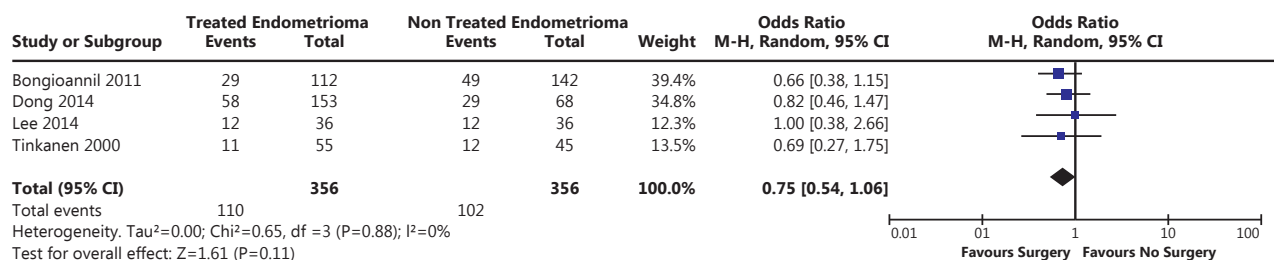 Treated Endometrioma Non Treated Endometrioma Odds Ratio Odds Ratio
Study or Subgroup Events Total Events Total Weight M-H, Random, 95% CI M-H, Random, 95% CI
Bongioannil 2011 29 112 49 142 39.4% 0.66 [0.38, 1.15]
Dong 2014 58 153 29 68 34.8% 0.82 [0.46, 1.47]
Lee 2014 12 36 12 36 12.3% 1.00 [0.38, 2.66]
Tinkanen 2000 11 55 12 45 13.5% 0.69 [0.27, 1.75]
Total (95% CI) 356 356 100.0% 0.75 [0.54, 1.06]
Total events 110 102
Heterogeneity. Tau²=0.00; Chi²=0.65, df =3 (P=0.88); I²=0%
Test for overall effect: Z=1.61 (P=0.11)
0.01 01 1 10 100
Favours Surgery Favours No Surgery